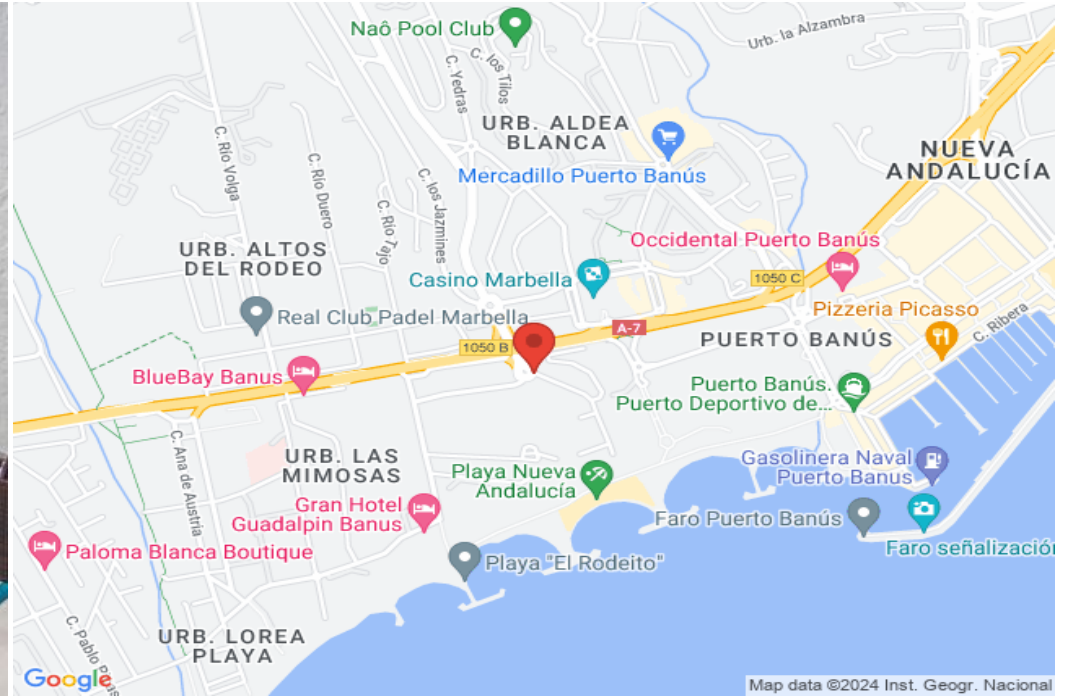 Naô Pool Club
Urb. la Alzambra
C. los Tilos
C. Yedras
URB. ALDEA
BLANCA
NUEVA
ANDALUCÍA
Mercadillo Puerto Banús
C. Río Volga
C. Río Duero
C. los Jazmines
C. Río Tajo
URB. ALTOS
DEL RODEO
Occidental Puerto Banús
Casino Marbella
1050 C
Real Club Padel Marbella
Pizzeria Picasso
C. Ribera
A-7
1050 B
PUERTO BANÚS
BlueBay Banus
Puerto Banús.
Puerto Deportivo de...
C. Ana de Austria
URB. LAS
MIMOSAS
Playa Nueva
Andalucía
Gasolinera Naval
Puerto Banus
Gran Hotel
Guadalpin Banus
Faro Puerto Banús
Faro señalización
Paloma Blanca Boutique
Playa "El Rodeito"
C. Pablo
URB. LOREA
PLAYA
Google
Map data ©2024 Inst. Geogr. Nacional